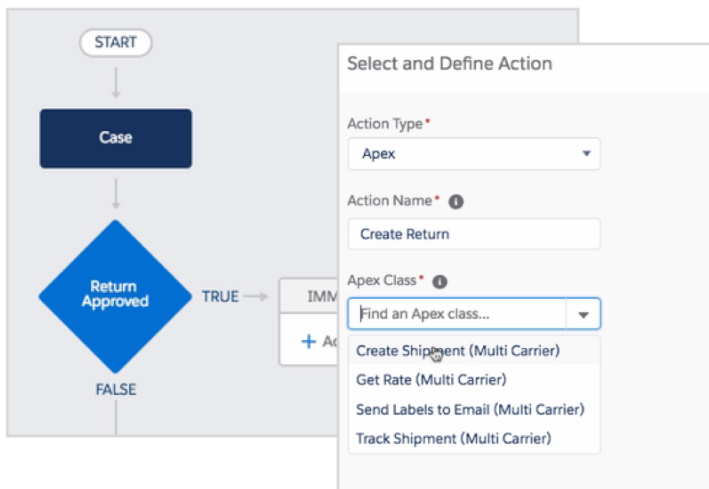 START
Case
Return
Approved
TRUE
IMM
+ Ad
FALSE
Select and Define Action
Action Type*
Apex
Action Name*
Create Return
Apex Class*
Find an Apex class...
Create Shipment (Multi Carrier)
Get Rate (Multi Carrier)
Send Labels to Email (Multi Carrier)
Track Shipment (Multi Carrier)